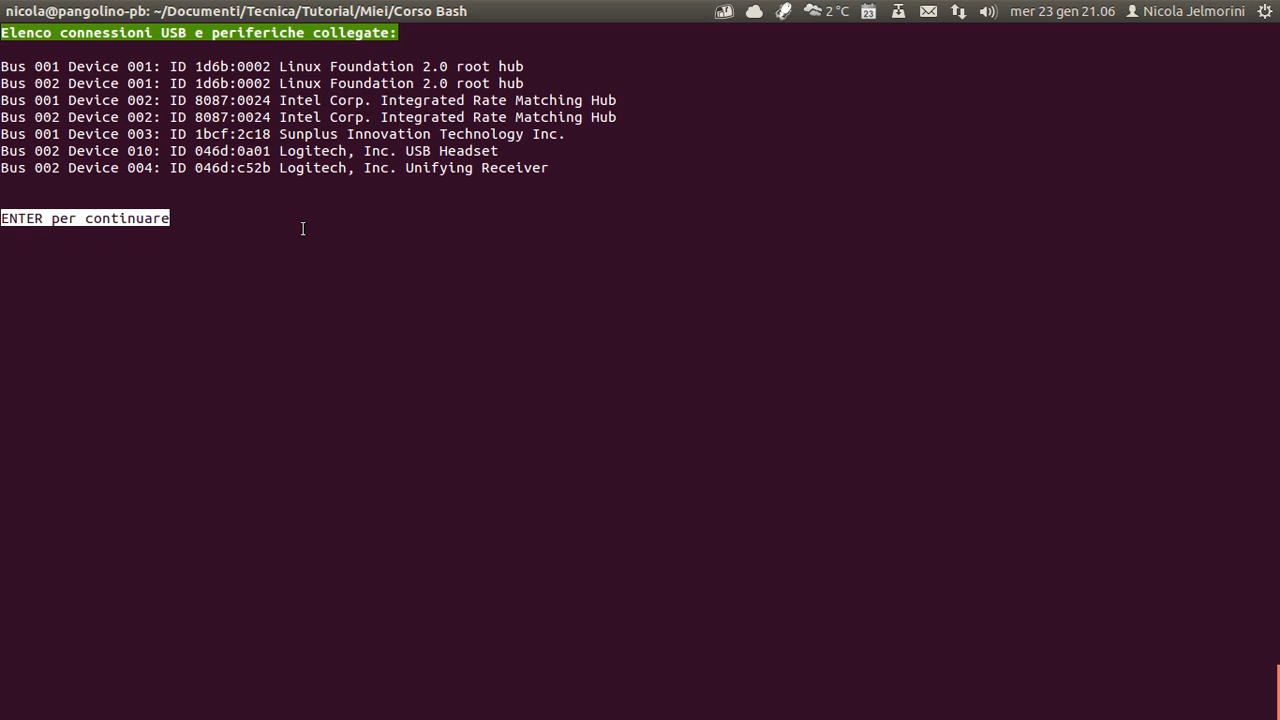 nicola@pangolino-pb: ~/Documenti/Tecnica/Tutorial/Miei/Corso Bash 2°C 23 mer 23 gen 21.06 Nicola Jelmorini
Elenco connessioni USB e periferiche collegate:
Bus 001 Device 001: ID 1d6b:0002 Linux Foundation 2.0 root hub
Bus 002 Device 001: ID 1d6b:0002 Linux Foundation 2.0 root hub
Bus 001 Device 002: ID 8087:0024 Intel Corp. Integrated Rate Matching Hub
Bus 002 Device 002: ID 8087:0024 Intel Corp. Integrated Rate Matching Hub
Bus 001 Device 003: ID 1bcf:2c18 Sunplus Innovation Technology Inc.
Bus 002 Device 010: ID 046d:0a01 Logitech, Inc. USB Headset
Bus 002 Device 004: ID 046d:c52b Logitech, Inc. Unifying Receiver
ENTER per continuare